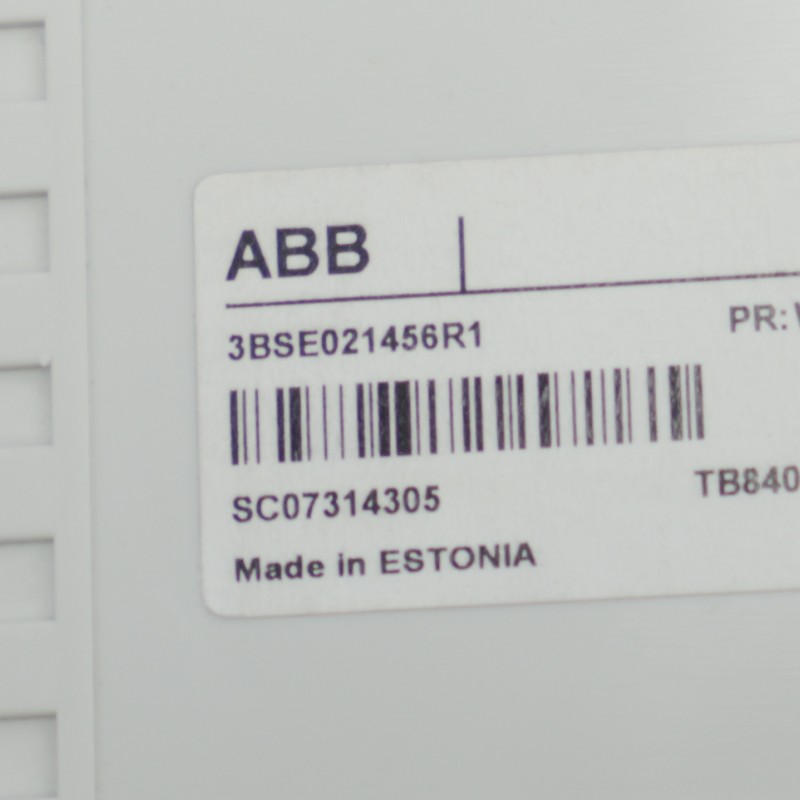 ABB
3BSE021456R1
PR:
SC07314305
TB840
Made in ESTONIA